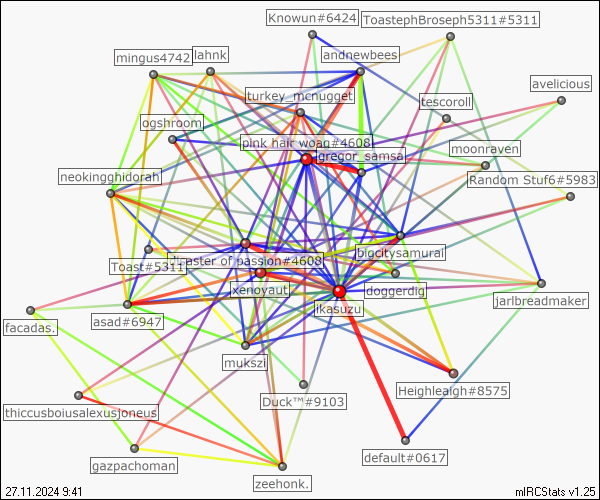 Knowun#6424
ToastephBroseph5311#5311
mingus4742
lahnk
andnewbees
avelicious
turkey_mcnugget
tescoroll
ogshroom
pink hair woag#4608
gregor_samsa
moonraven
neokingghidorah
Random Stuf6#5983
bigcitysamurai
aster of passion#4608
Toast#5311
xenoyaut
doggerdig
jarlbreadmaker
ikasuzu
asad#6947
facadas.
mukszi
Heighleaigh#8575
Duck™#9103
thiccusboiusalexusjoneus
default#0617
gazpachoman
zeehonk.
27.11.2024 9:41
mIRCStats v1.25